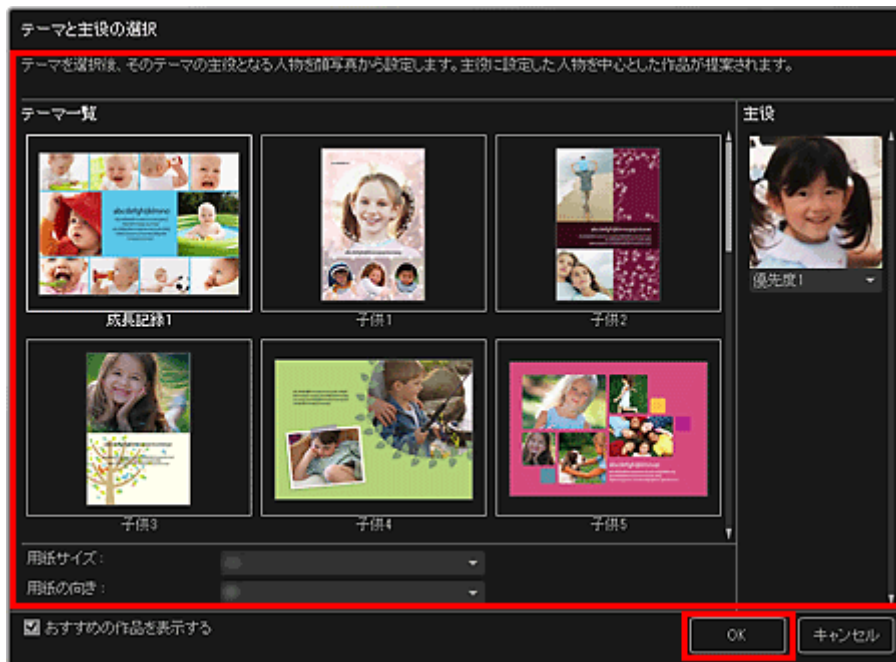 テーマと主役の選択
テーマを選択後、そのテーマの主役となる人物を顔写真から設定します。主役に設定した人物を中心とした作品が提案されます。
テーマ一覧
主役
優先度1
成長記録1
子供1
子供2
子供3
子供4
子供5
用紙サイズ：
用紙の向き：
おすすめの作品を表示する
OK
キャンセル